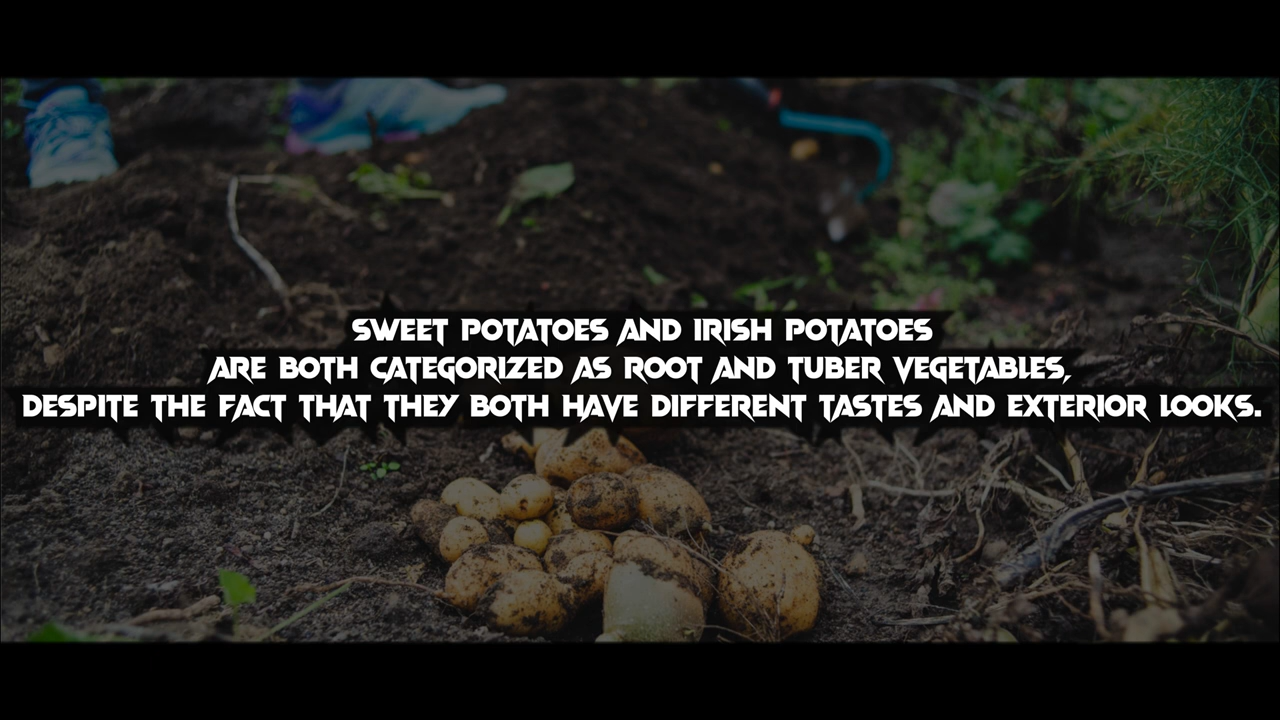 SWEET POTATOES AND IRISH POTATOES
ARE BOTH CATEGORIZED AS ROOT AND TUBER VEGETABLES,
DESPITE THE FACT THAT THEY BOTH HAVE DIFFERENT TASTES AND EXTERIOR LOOKS.